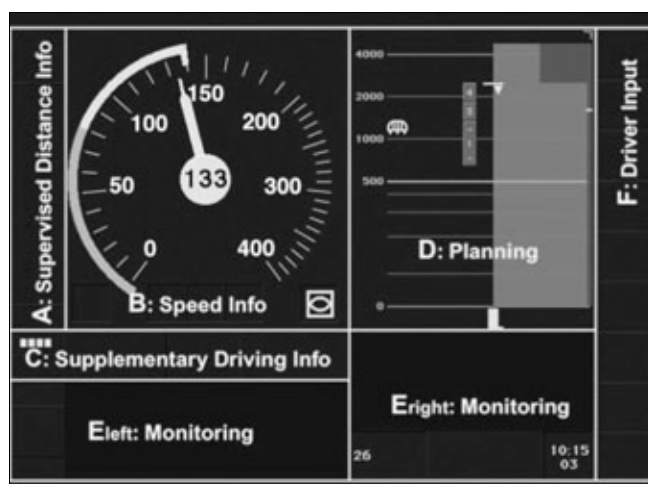 A: Supervised Distance Info
50
100
150
200
300
400
0
133
B: Speed Info
C: Supplementary Driving Info
Eleft: Monitoring
4000
2000
1000
500
0
4
D: Planning
Eright: Monitoring
26
10:15
03
F: Driver Input